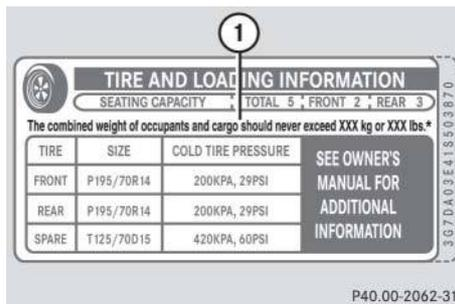 1
TIRE AND LOADING INFORMATION
SEATING CAPACITY TOTAL 5 FRONT 2 REAR 3
The combined weight of occupants and cargo should never exceed XXX kg or XXX lbs.*
TIRE SIZE COLD TIRE PRESSURE
FRONT P195/70R14 200KPA, 29PSI
REAR P195/70R14 200KPA, 29PSI
SPARE T125/70D15 420KPA, 60PSI
SEE OWNER'S
MANUAL FOR
ADDITIONAL
INFORMATION
3G7DA03E41S503870
P40.00-2062-31